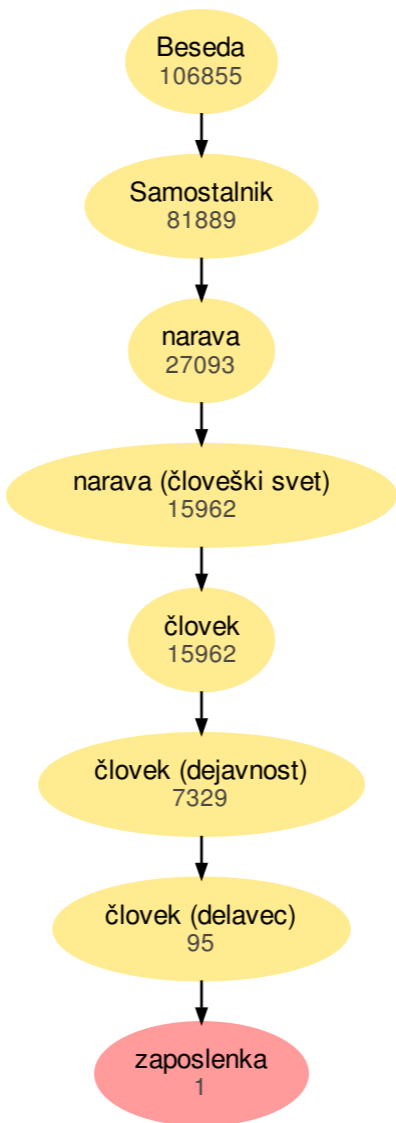 Beseda
106855
Samostalnik
81889
narava
27093
narava (človeški svet)
15962
človek
15962
človek (dejavnost)
7329
človek (delavec)
95
zaposlenka
1